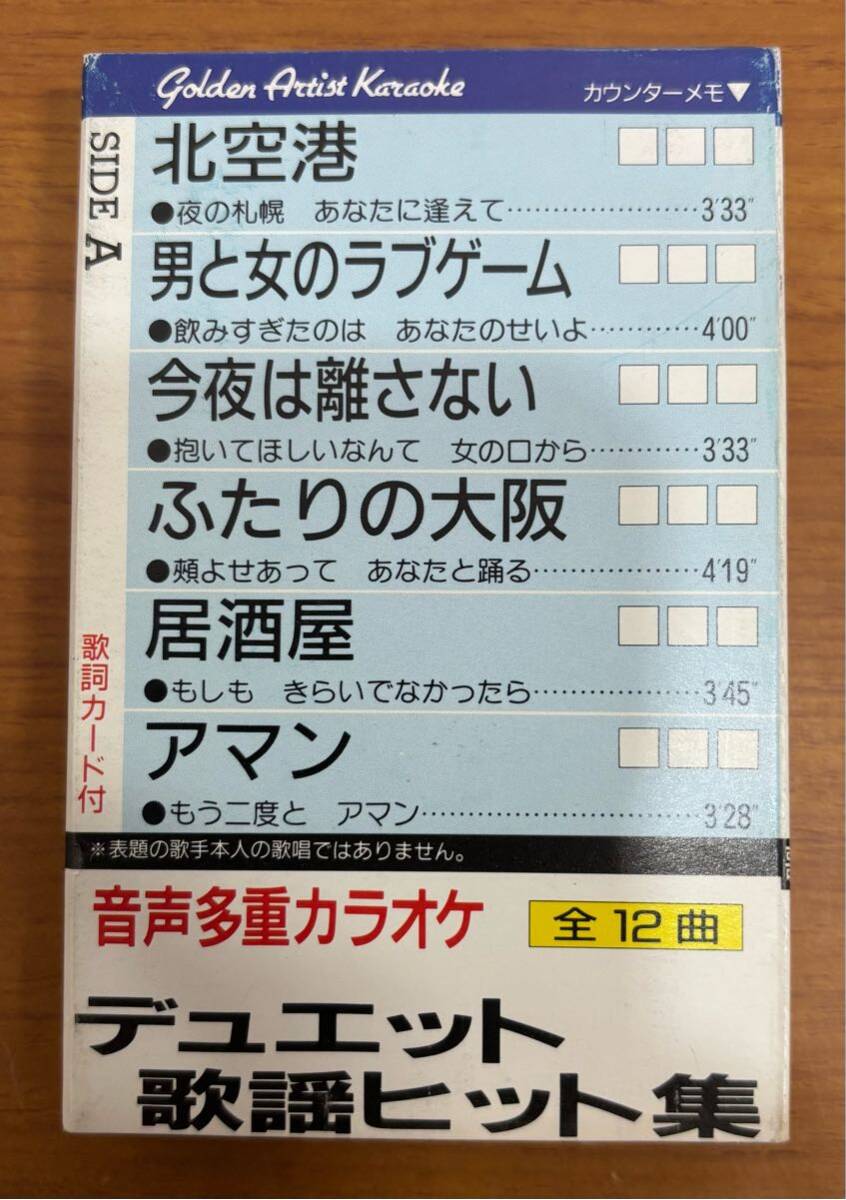 Golden Artist Karaoke カウンターメモ▼
SIDE A
北空港
●夜の札幌 あなたに逢えて…………………3'33"
男と女のラブゲーム
●飲みすぎたのは あなたのせいよ…………4'00"
今夜は離さない
●抱いてほしいなんて 女の口から…………3'33"
ふたりの大阪
●頰よせあって あなたと踊る………………4'19"
居酒屋
●もしも きらいでなかったら………………3'45"
アマン
●もう二度と アマン…………………………3'28"
歌詞カード付
※表題の歌手本人の歌唱ではありません。
音声多重カラオケ 全12曲
デュエット
歌謡ヒット集